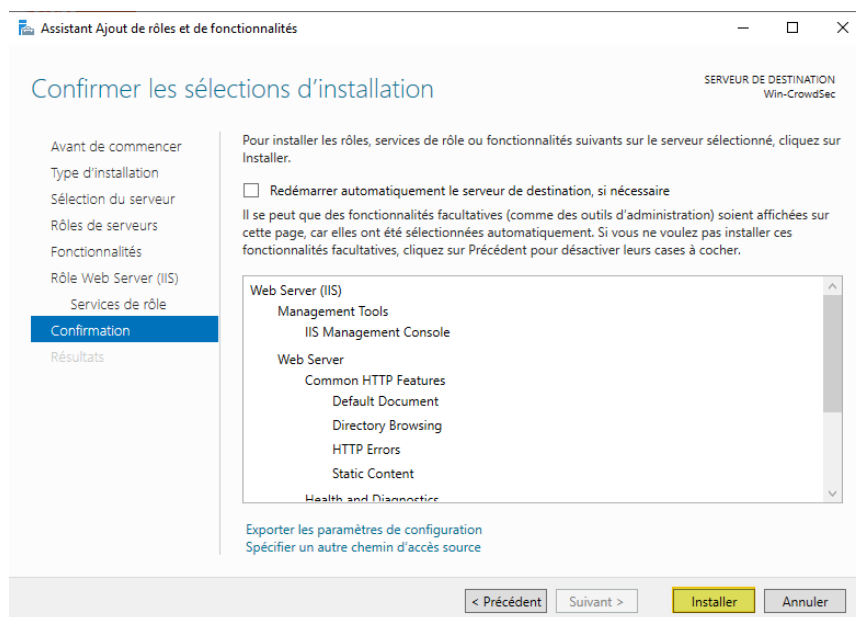 Assistant Ajout de rôles et de fonctionnalités
Confirmer les sélections d'installation
SERVEUR DE DESTINATION
Win-CrowdSec
Avant de commencer
Type d'installation
Sélection du serveur
Rôles de serveurs
Fonctionnalités
Rôle Web Server (IIS)
Services de rôle
Confirmation
Résultats
Pour installer les rôles, services de rôle ou fonctionnalités suivants sur le serveur sélectionné, cliquez sur
Installer.
Redémarrer automatiquement le serveur de destination, si nécessaire
Il se peut que des fonctionnalités facultatives (comme des outils d'administration) soient affichées sur
cette page, car elles ont été sélectionnées automatiquement. Si vous ne voulez pas installer ces
fonctionnalités facultatives, cliquez sur Précédent pour désactiver leurs cases à cocher.
Web Server (IIS)
Management Tools
IIS Management Console
Web Server
Common HTTP Features
Default Document
Directory Browsing
HTTP Errors
Static Content
Health and Diagnostics
Exporter les paramètres de configuration
Spécifier un autre chemin d'accès source
< Précédent Suivant > Installer Annuler